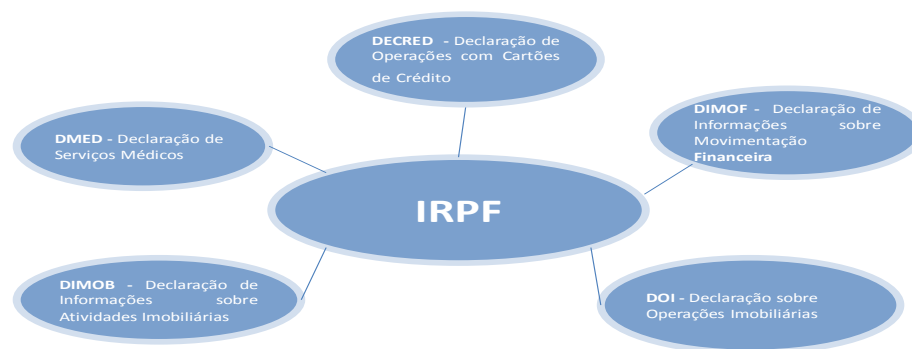 DECRED - Declaração de
Operações com Cartões
de Crédito
DIMOF - Declaração de
Informações sobre
Movimentação
Financeira
DMED - Declaração de
Serviços Médicos
IRPF
DIMOB - Declaração de
Informações sobre
Atividades Imobiliárias
DOI - Declaração sobre
Operações Imobiliárias